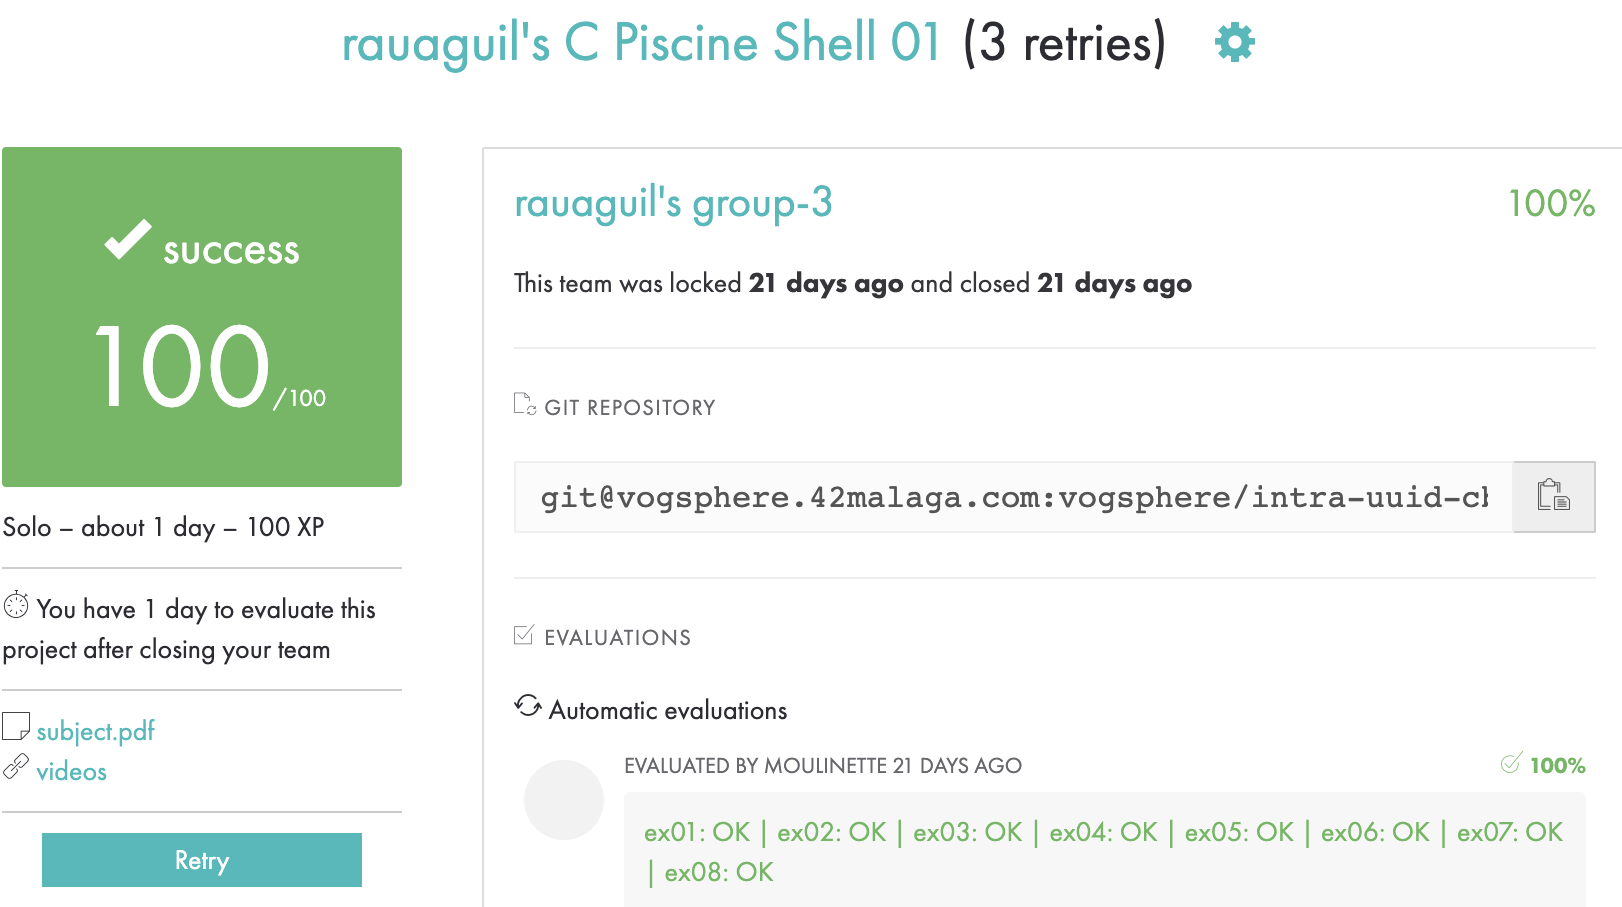 rauaguil's C Piscine Shell 01 (3 retries)
success
100/100
Solo – about 1 day – 100 XP
You have 1 day to evaluate this
project after closing your team
subject.pdf
videos
Retry
rauaguil's group-3 100%
This team was locked 21 days ago and closed 21 days ago
GIT REPOSITORY
git@vogsphere.42malaga.com:vogsphere/intra-uuid-cb
EVALUATIONS
Automatic evaluations
EVALUATED BY MOULINETTE 21 DAYS AGO 100%
ex01: OK | ex02: OK | ex03: OK | ex04: OK | ex05: OK | ex06: OK | ex07: OK
| ex08: OK